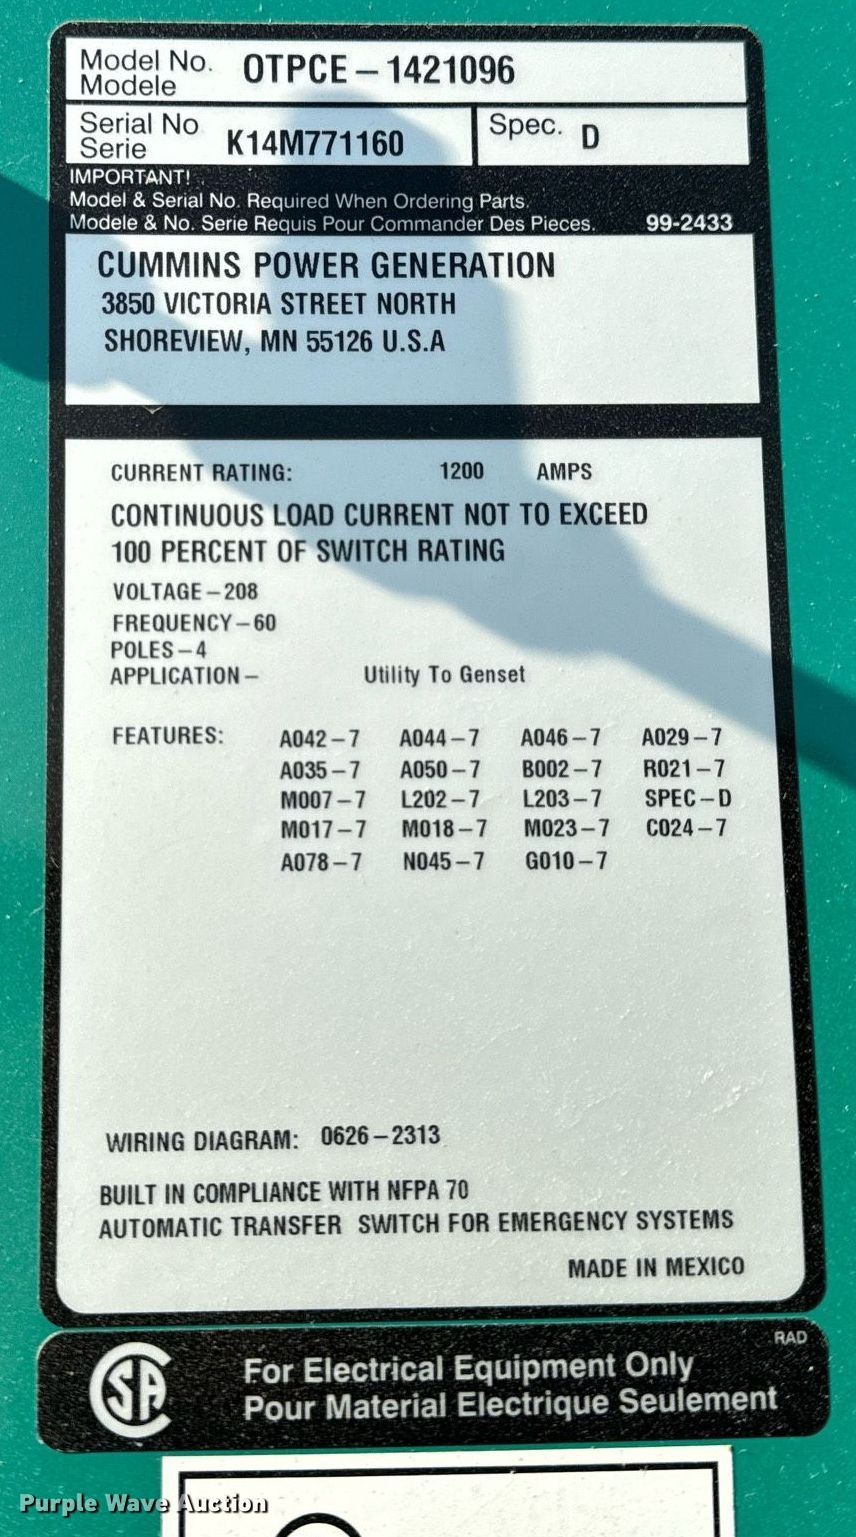 Model No. OTPCE-1421096
Modele
Serial No K14M771160 Spec. D
Serie
IMPORTANT!
Model & Serial No. Required When Ordering Parts.
Modele & No. Serie Requis Pour Commander Des Pieces. 99-2433
CUMMINS POWER GENERATION
3850 VICTORIA STREET NORTH
SHOREVIEW, MN 55126 U.S.A
CURRENT RATING: 1200 AMPS
CONTINUOUS LOAD CURRENT NOT TO EXCEED
100 PERCENT OF SWITCH RATING
VOLTAGE-208
FREQUENCY-60
POLES-4
APPLICATION- Utility To Genset
FEATURES: A042-7 A044-7 A046-7 A029-7
A035-7 A050-7 B002-7 R021-7
M007-7 L202-7 L203-7 SPEC-D
M017-7 M018-7 M023-7 C024-7
A078-7 N045-7 G010-7
WIRING DIAGRAM: 0626-2313
BUILT IN COMPLIANCE WITH NFPA 70
AUTOMATIC TRANSFER SWITCH FOR EMERGENCY SYSTEMS
MADE IN MEXICO
RAD
CSA For Electrical Equipment Only
Pour Material Electrique Seulement
Purple Wave Auction